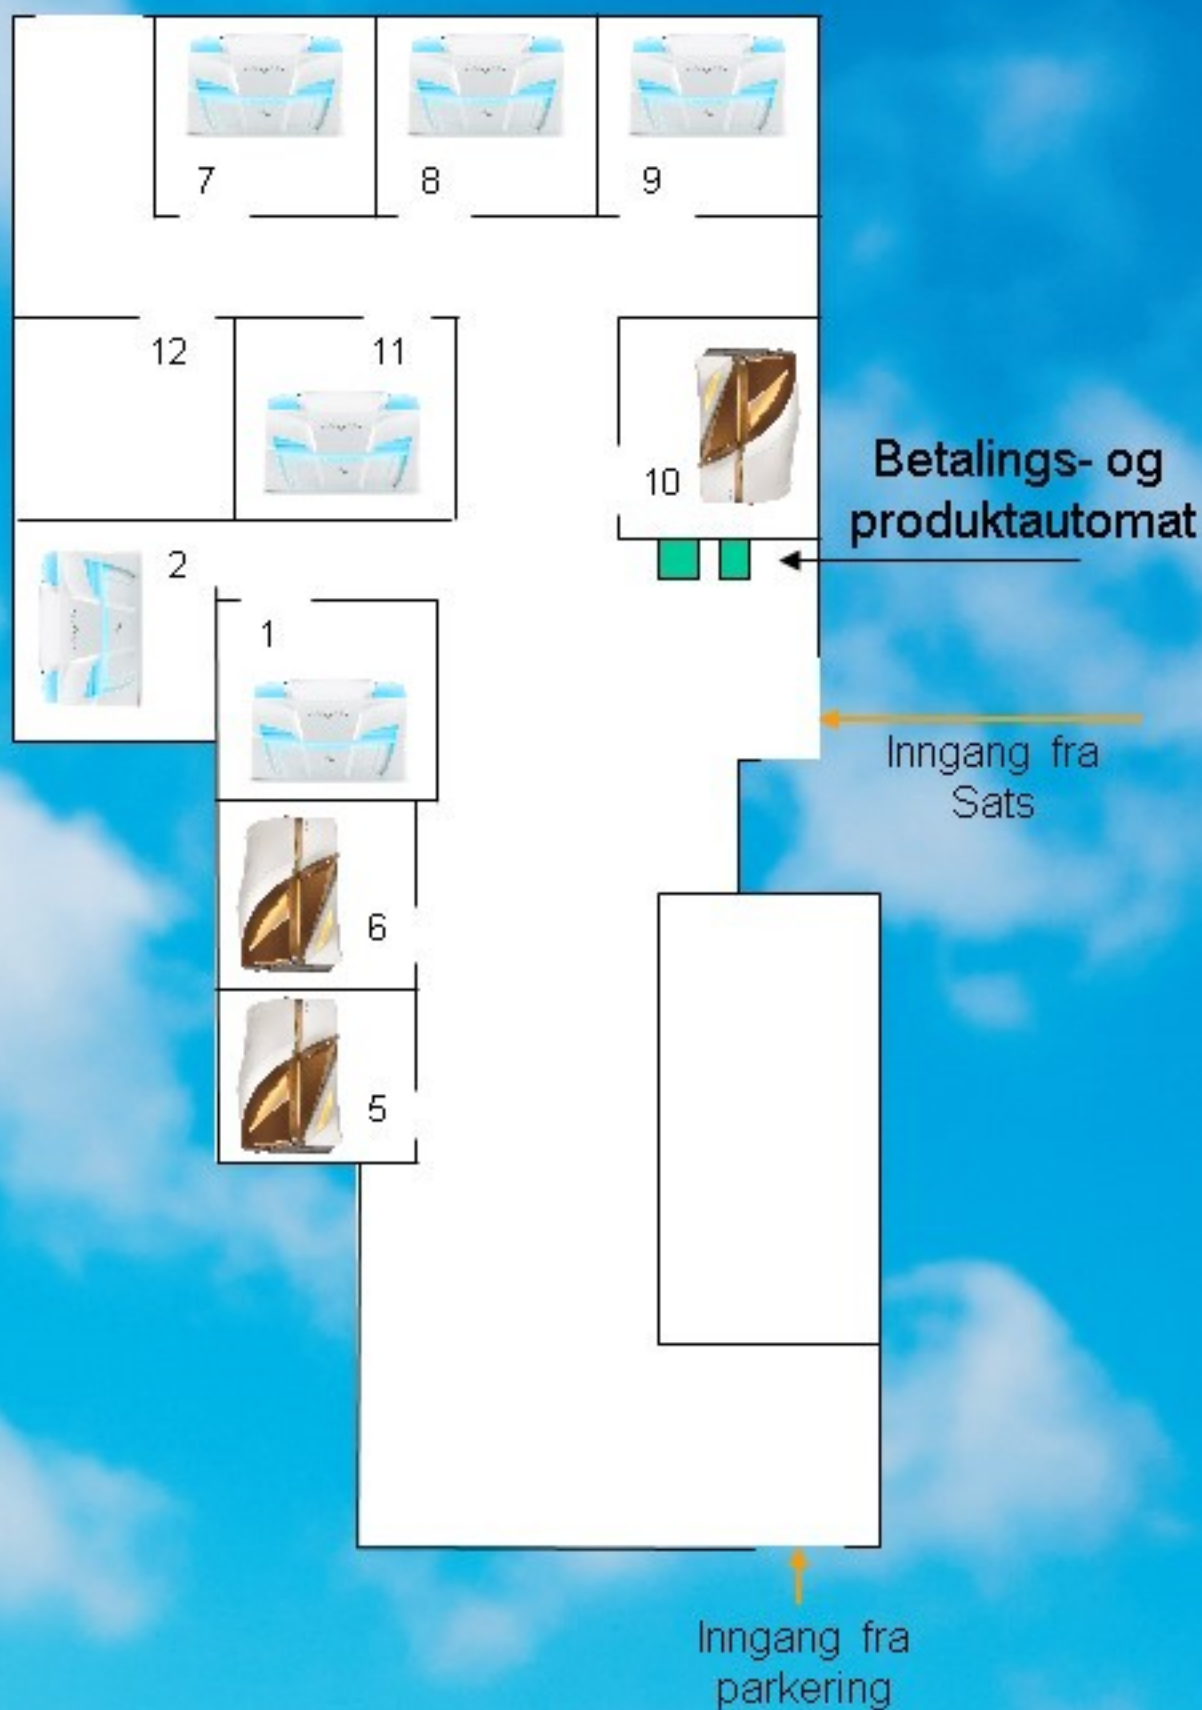 7
8
9
12
11
10
Betalings- og
produktautomat
2
1
Inngang fra
Sats
6
5
Inngang fra
parkering